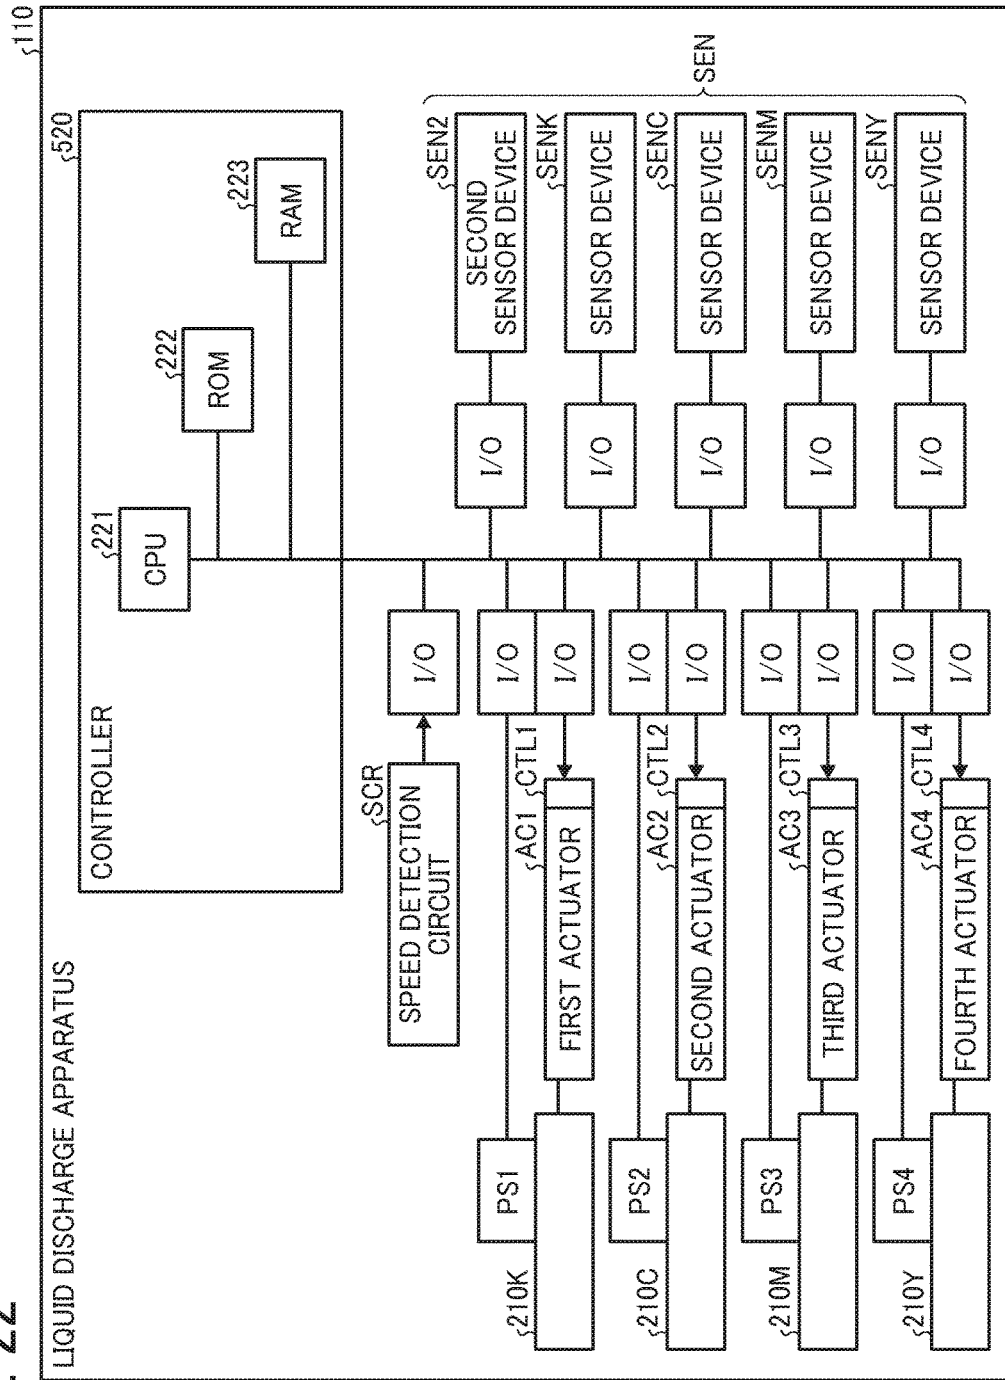 . 22
LIQUID DISCHARGE APPARATUS
110
CONTROLLER
520
CPU
221
ROM
222
RAM
223
SPEED DETECTION
CIRCUIT
SCR
I/O
PS1
210K
I/O
I/O
FIRST ACTUATOR
AC1
CTL1
PS2
210C
I/O
I/O
SECOND ACTUATOR
AC2
CTL2
PS3
210M
I/O
I/O
THIRD ACTUATOR
AC3
CTL3
PS4
210Y
I/O
I/O
FOURTH ACTUATOR
AC4
CTL4
I/O
SECOND
SENSOR DEVICE
SEN2
I/O
SENSOR DEVICE
SENK
I/O
SENSOR DEVICE
SENC
I/O
SENSOR DEVICE
SENM
I/O
SENSOR DEVICE
SENY
SEN